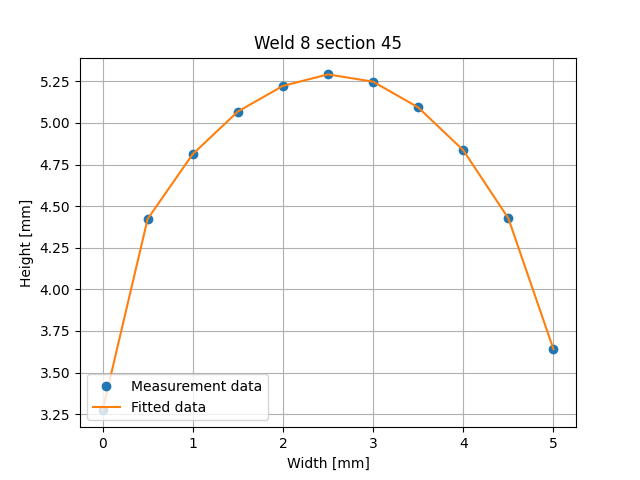 Weld 8 section 45
5.25
5.00
4.75
4.50
4.25
4.00
3.75
3.50
3.25
Height [mm]
Measurement data
Fitted data
0 1 2 3 4 5
Width [mm]